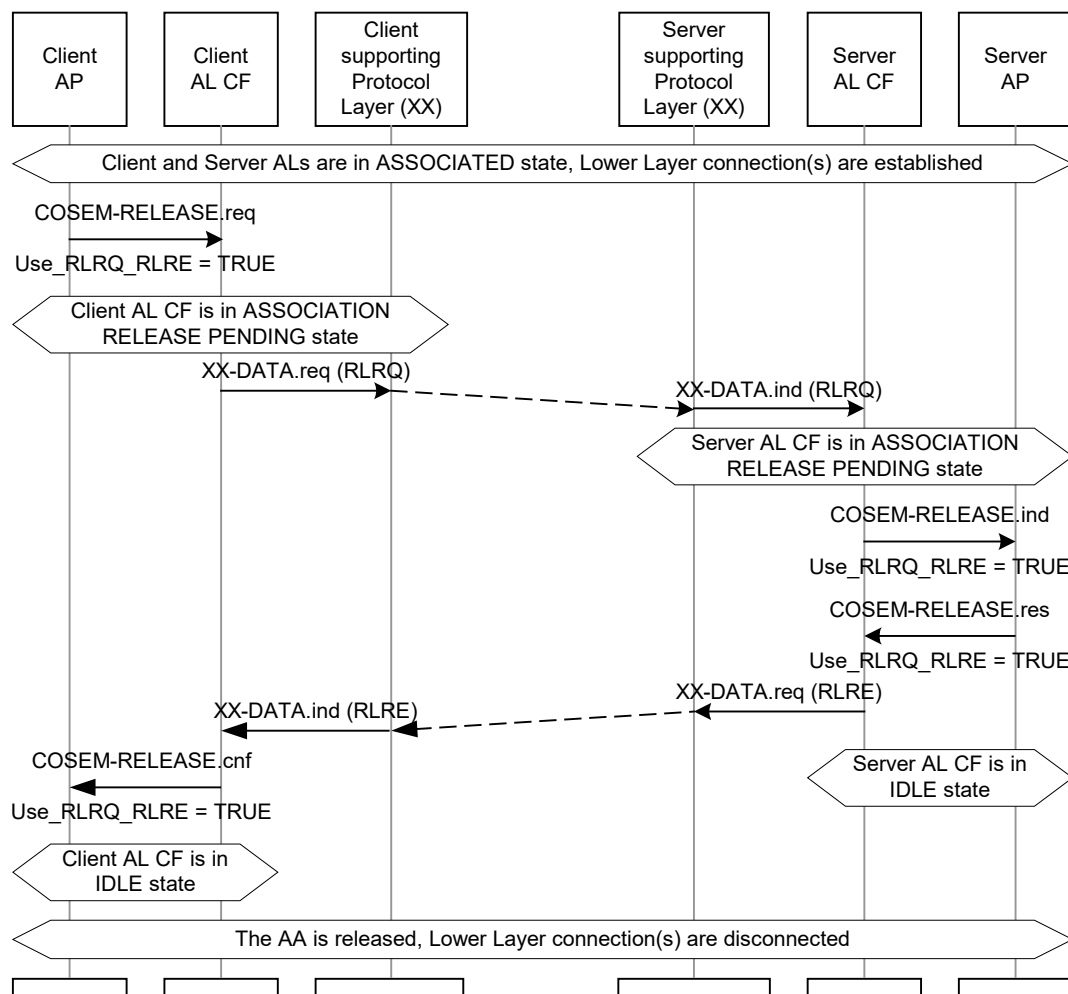 Client
AP
Client
AL CF
Client
supporting
Protocol
Layer (XX)
Server
supporting
Protocol
Layer (XX)
Server
AL CF
Server
AP
Client and Server ALs are in ASSOCIATED state, Lower Layer connection(s) are established
COSEM-RELEASE.req
Use_RLRQ_RLRE = TRUE
Client AL CF is in ASSOCIATION
RELEASE PENDING state
XX-DATA.req (RLRQ)
XX-DATA.ind (RLRQ)
Server AL CF is in ASSOCIATION
RELEASE PENDING state
COSEM-RELEASE.ind
Use_RLRQ_RLRE = TRUE
COSEM-RELEASE.res
Use_RLRQ_RLRE = TRUE
XX-DATA.req (RLRE)
XX-DATA.ind (RLRE)
COSEM-RELEASE.cnf
Use_RLRQ_RLRE = TRUE
Server AL CF is in
IDLE state
Client AL CF is in
IDLE state
The AA is released, Lower Layer connection(s) are disconnected